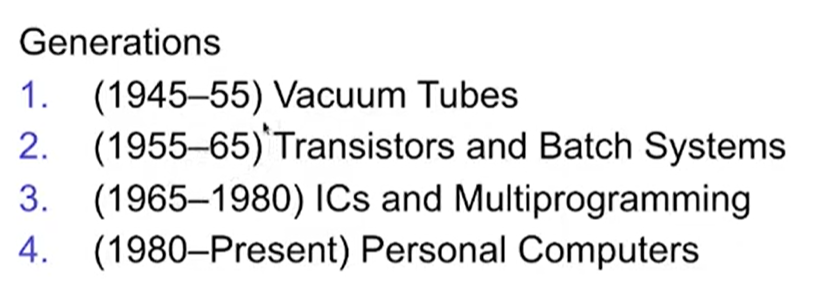 Generations
1. (1945–55) Vacuum Tubes
2. (1955–65) Transistors and Batch Systems
3. (1965–1980) ICs and Multiprogramming
4. (1980–Present) Personal Computers